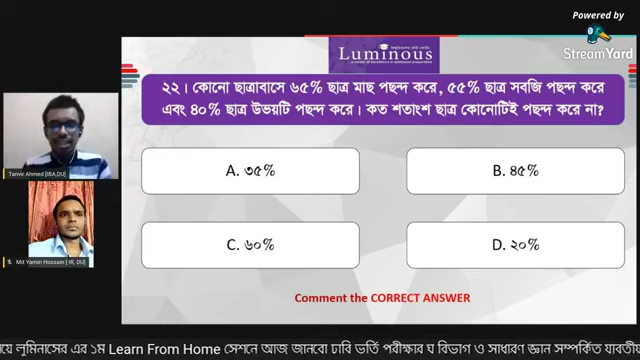 Powered by
StreamYard
Luminous
২২। কোনো ছাত্রাবাসে ৬৫% ছাত্র মাছ পছন্দ করে, ৫৫% ছাত্র সবজি পছন্দ করে
এবং ৪০% ছাত্র উভয়টি পছন্দ করে। কত শতাংশ ছাত্র কোনোটিই পছন্দ করে না?
A. ৩৫%
B. ৪৫%
C. ৬০%
D. ২০%
Tanvir Ahmed [IBA,DU]
Md Yamin Hossain [ IR, DU]
Comment the CORRECT ANSWER
য়ে লুমিনাসের এর ১ম Learn From Home সেশনে আজ জানবো ঢাবি ভর্তি পরীক্ষার ঘ বিভাগ ও সাধারণ জ্ঞান সম্পর্কিত যাবতীয়